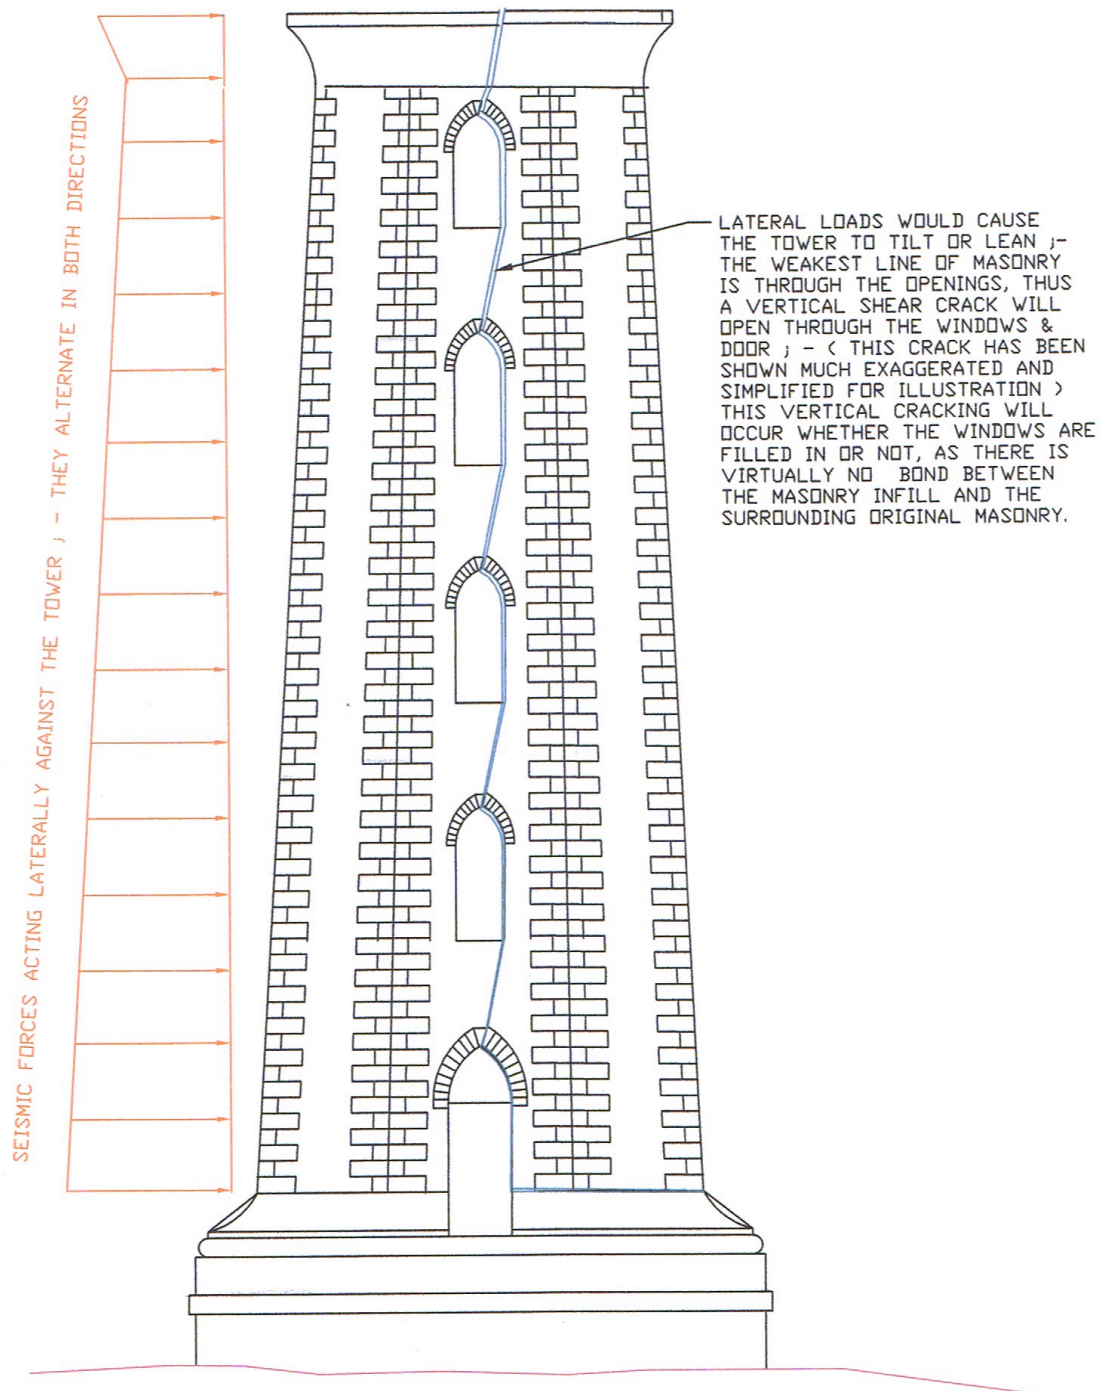 SEISMIC FORCES ACTING LATERALLY AGAINST THE TOWER ; - THEY ALTERNATE IN BOTH DIRECTIONS
LATERAL LOADS WOULD CAUSE
THE TOWER TO TILT OR LEAN ;-
THE WEAKEST LINE OF MASONRY
IS THROUGH THE OPENINGS, THUS
A VERTICAL SHEAR CRACK WILL
OPEN THROUGH THE WINDOWS &
DOOR ; - ( THIS CRACK HAS BEEN
SHOWN MUCH EXAGGERATED AND
SIMPLIFIED FOR ILLUSTRATION )
THIS VERTICAL CRACKING WILL
OCCUR WHETHER THE WINDOWS ARE
FILLED IN OR NOT, AS THERE IS
VIRTUALLY NO BOND BETWEEN
THE MASONRY INFILL AND THE
SURROUNDING ORIGINAL MASONRY.